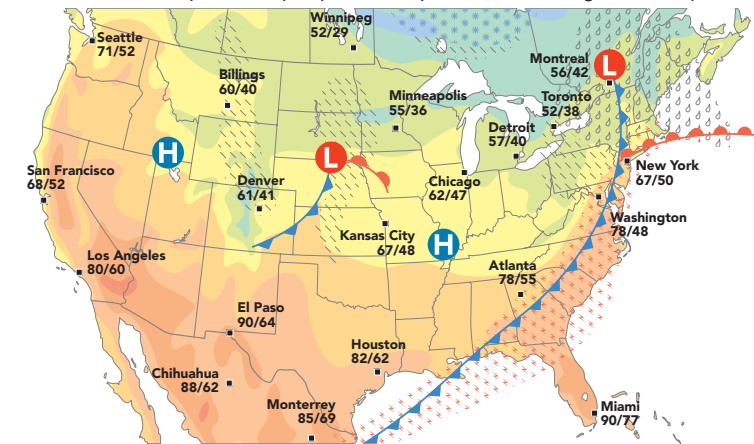 Winnipeg
52/29
Seattle
71/52
Montreal
56/42
Billings
60/40
Minneapolis
55/36
Toronto
52/38
Detroit
57/40
L
H
L
San Francisco
68/52
Denver
61/41
Chicago
62/47
New York
67/50
Kansas City
67/48
H
Washington
78/48
Los Angeles
80/60
Atlanta
78/55
El Paso
90/64
Houston
82/62
Chihuahua
88/62
Monterrey
85/69
Miami
90/77